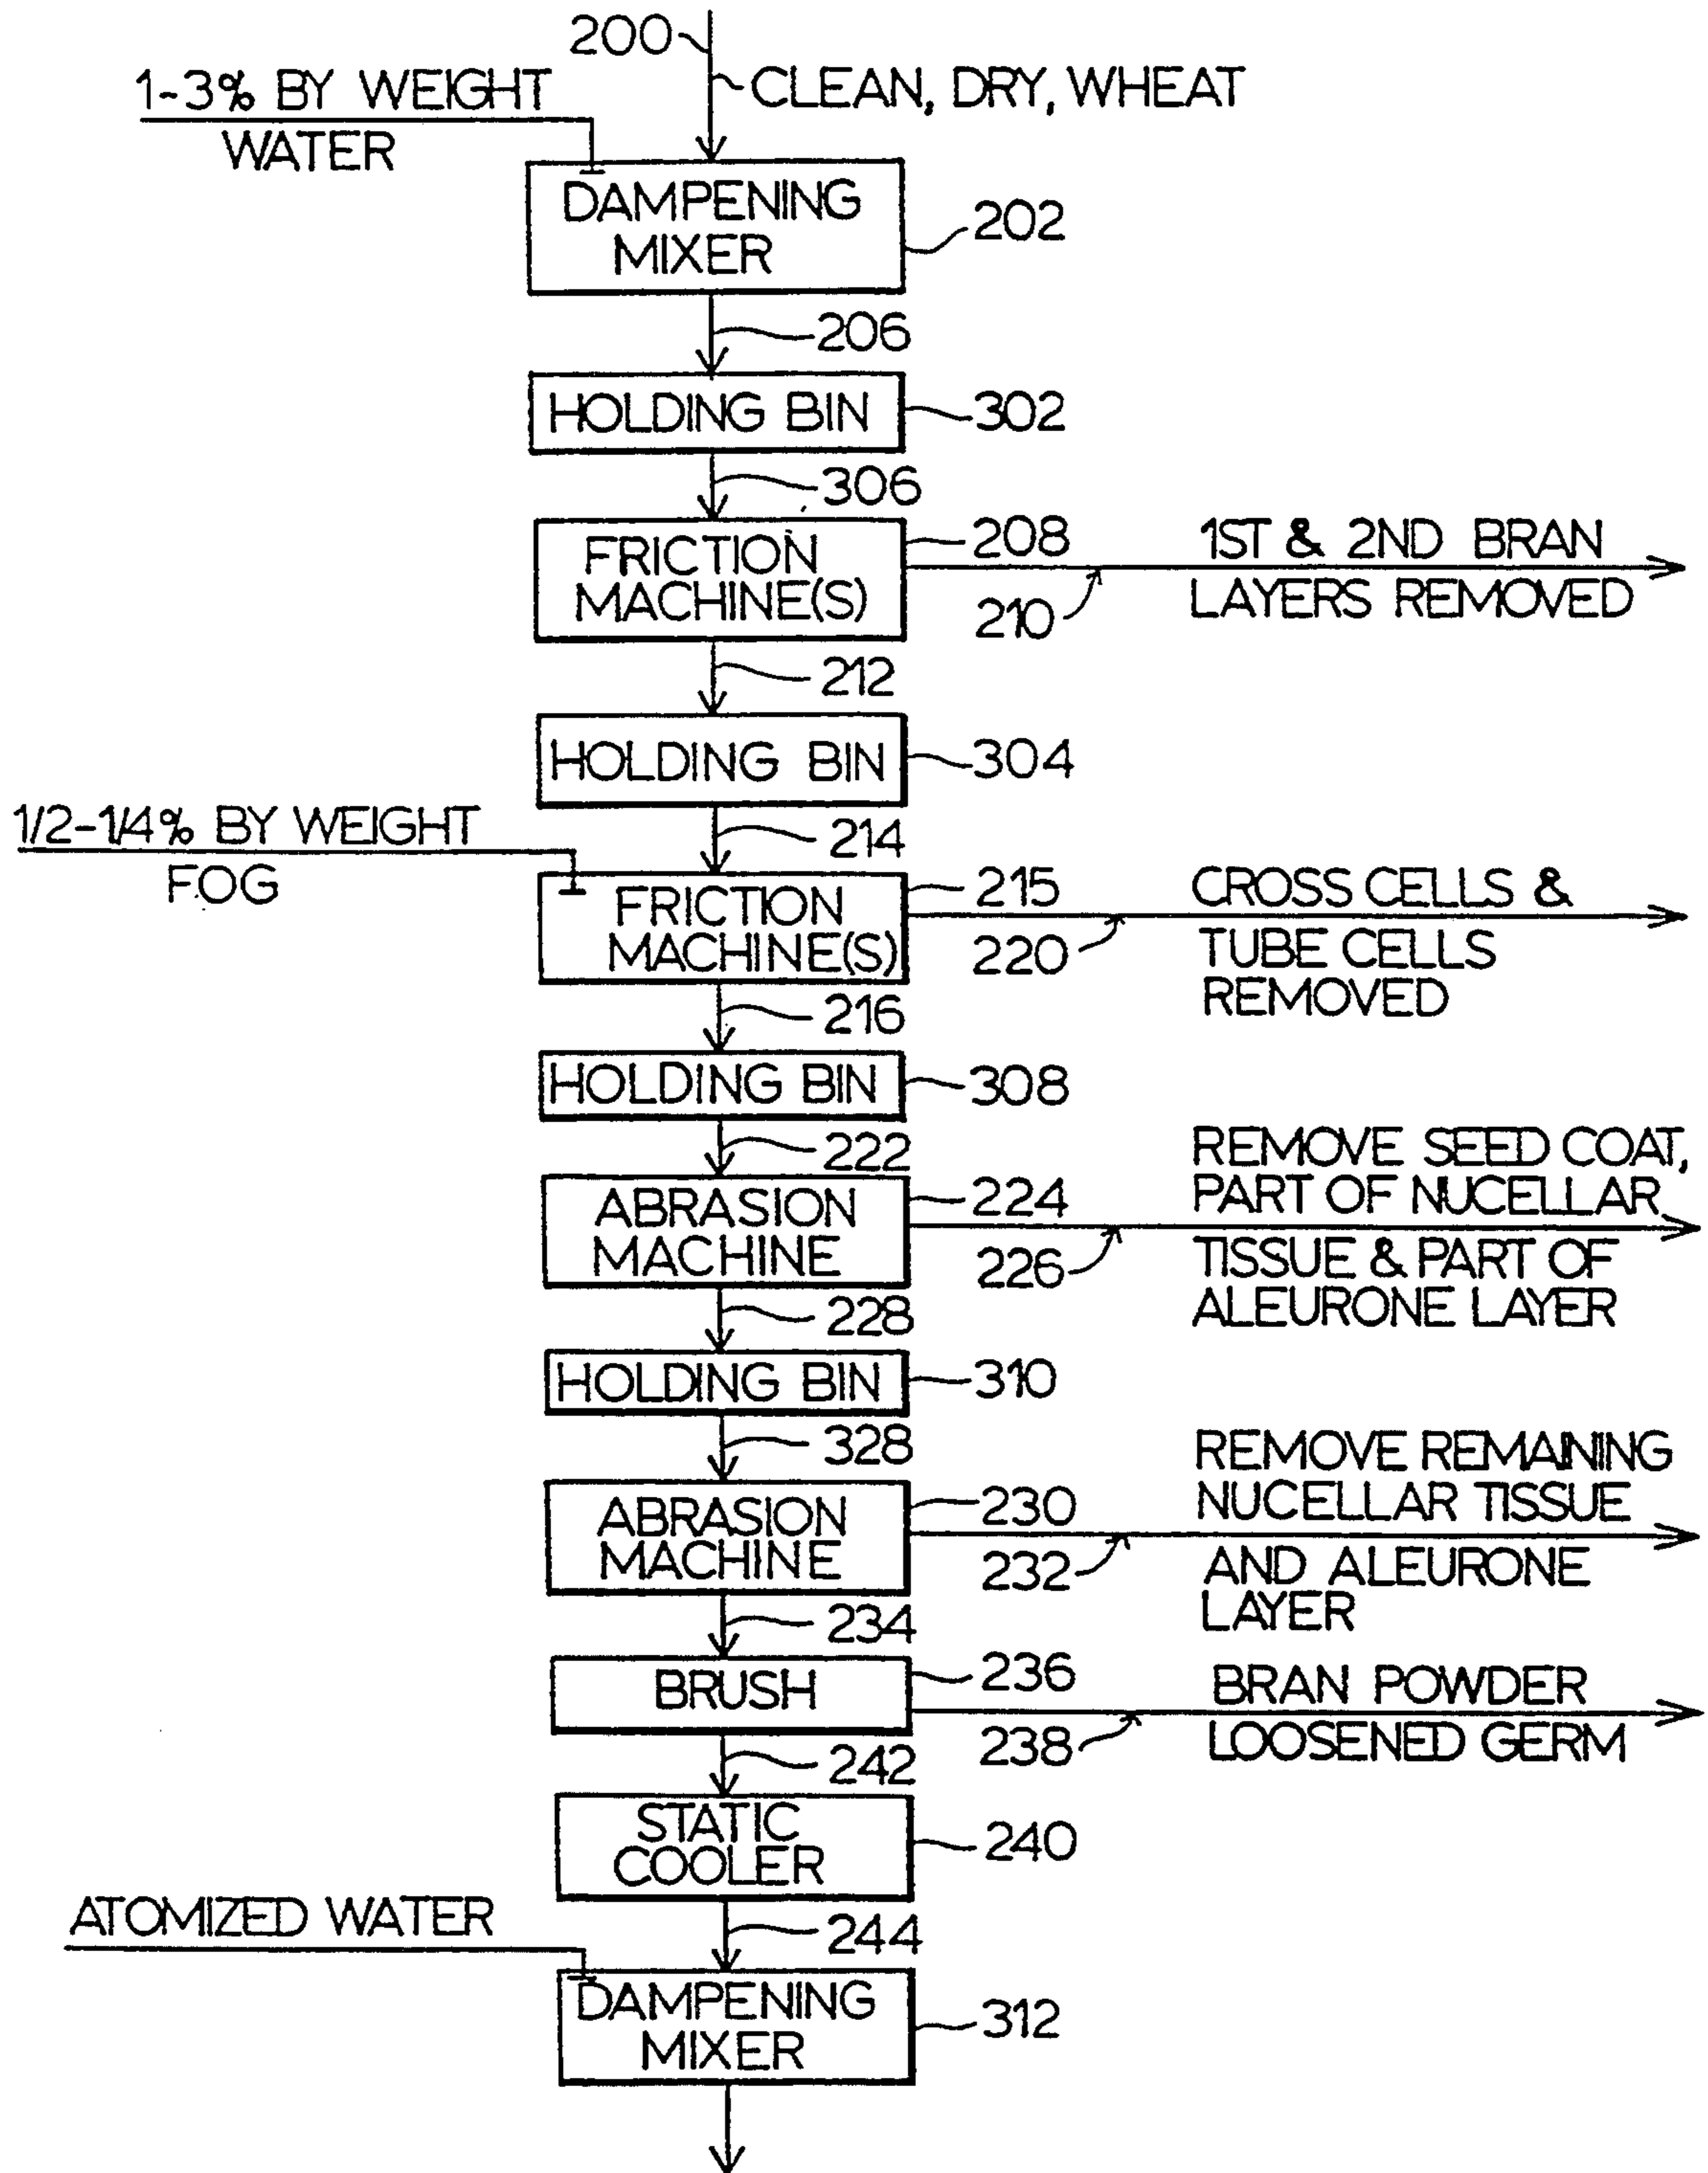 200
CLEAN, DRY, WHEAT
1-3% BY WEIGHT
WATER
DAMPENING
MIXER
202
206
HOLDING BIN
302
306
FRICTION
MACHINE(S)
208
210
1ST & 2ND BRAN
LAYERS REMOVED
212
HOLDING BIN
304
1/2-1/4% BY WEIGHT
FOG
214
FRICTION
MACHINE(S)
215
220
CROSS CELLS &
TUBE CELLS
REMOVED
216
HOLDING BIN
308
222
ABRASION
MACHINE
224
226
REMOVE SEED COAT,
PART OF NUCELLAR
TISSUE & PART OF
ALEURONE LAYER
228
HOLDING BIN
310
328
ABRASION
MACHINE
230
232
REMOVE REMAINING
NUCELLAR TISSUE
AND ALEURONE
LAYER
234
BRUSH
236
238
BRAN POWDER
LOOSENED GERM
242
STATIC
COOLER
240
ATOMIZED WATER
244
DAMPENING
MIXER
312